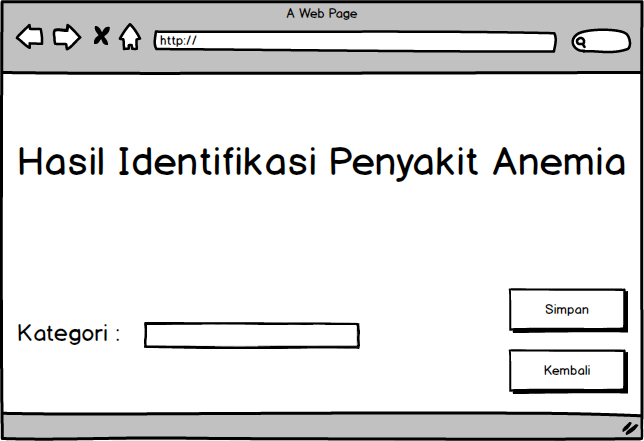 A Web Page
http://
Hasil Identifikasi Penyakit Anemia
Simpan
Kategori :
Kembali